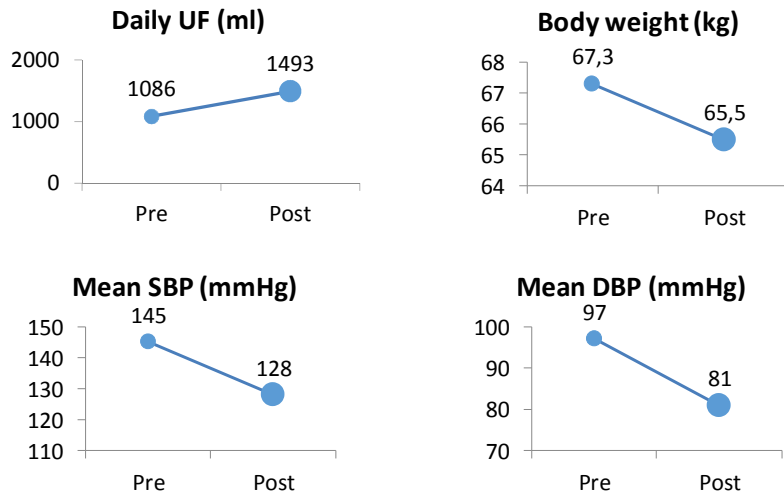 Daily UF (ml)
2000
1000
0
1086
1493
Pre
Post
Body weight (kg)
68
67
66
65
64
67,3
65,5
Pre
Post
Mean SBP (mmHg)
150
140
130
120
110
145
128
Pre
Post
Mean DBP (mmHg)
100
90
80
70
97
81
Pre
Post